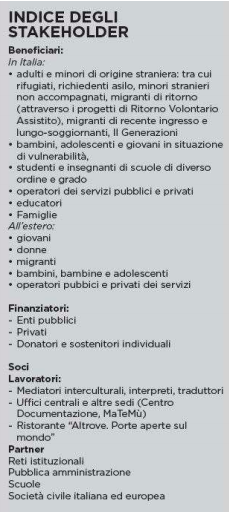 INDICE DEGLI
STAKEHOLDER
Beneficiari:
In Italia:
• adulti e minori di origine straniera: tra cui
rifugiati, richiedenti asilo, minori stranieri
non accompagnati, migranti di ritorno
(attraverso i progetti di Ritorno Volontario
Assistito), migranti di recente ingresso e
lungo-soggiornanti, II Generazioni
• bambini, adolescenti e giovani in situazione
di vulnerabilità,
• studenti e insegnanti di scuole di diverso
ordine e grado
• operatori dei servizi pubblici e privati
• educatori
• Famiglie
All'estero:
• giovani
• donne
• migranti
• bambini, bambine e adolescenti
• operatori pubbici e privati dei servizi
Finanziatori:
- Enti pubblici
- Privati
- Donatori e sostenitori individuali
Soci
Lavoratori:
- Mediatori interculturali, interpreti, traduttori
- Uffici centrali e altre sedi (Centro
Documentazione, MaTeMù)
- Ristorante “Altrove. Porte aperte sul
mondo”
Partner
Reti istituzionali
Pubblica amministrazione
Scuole
Società civile italiana ed europea